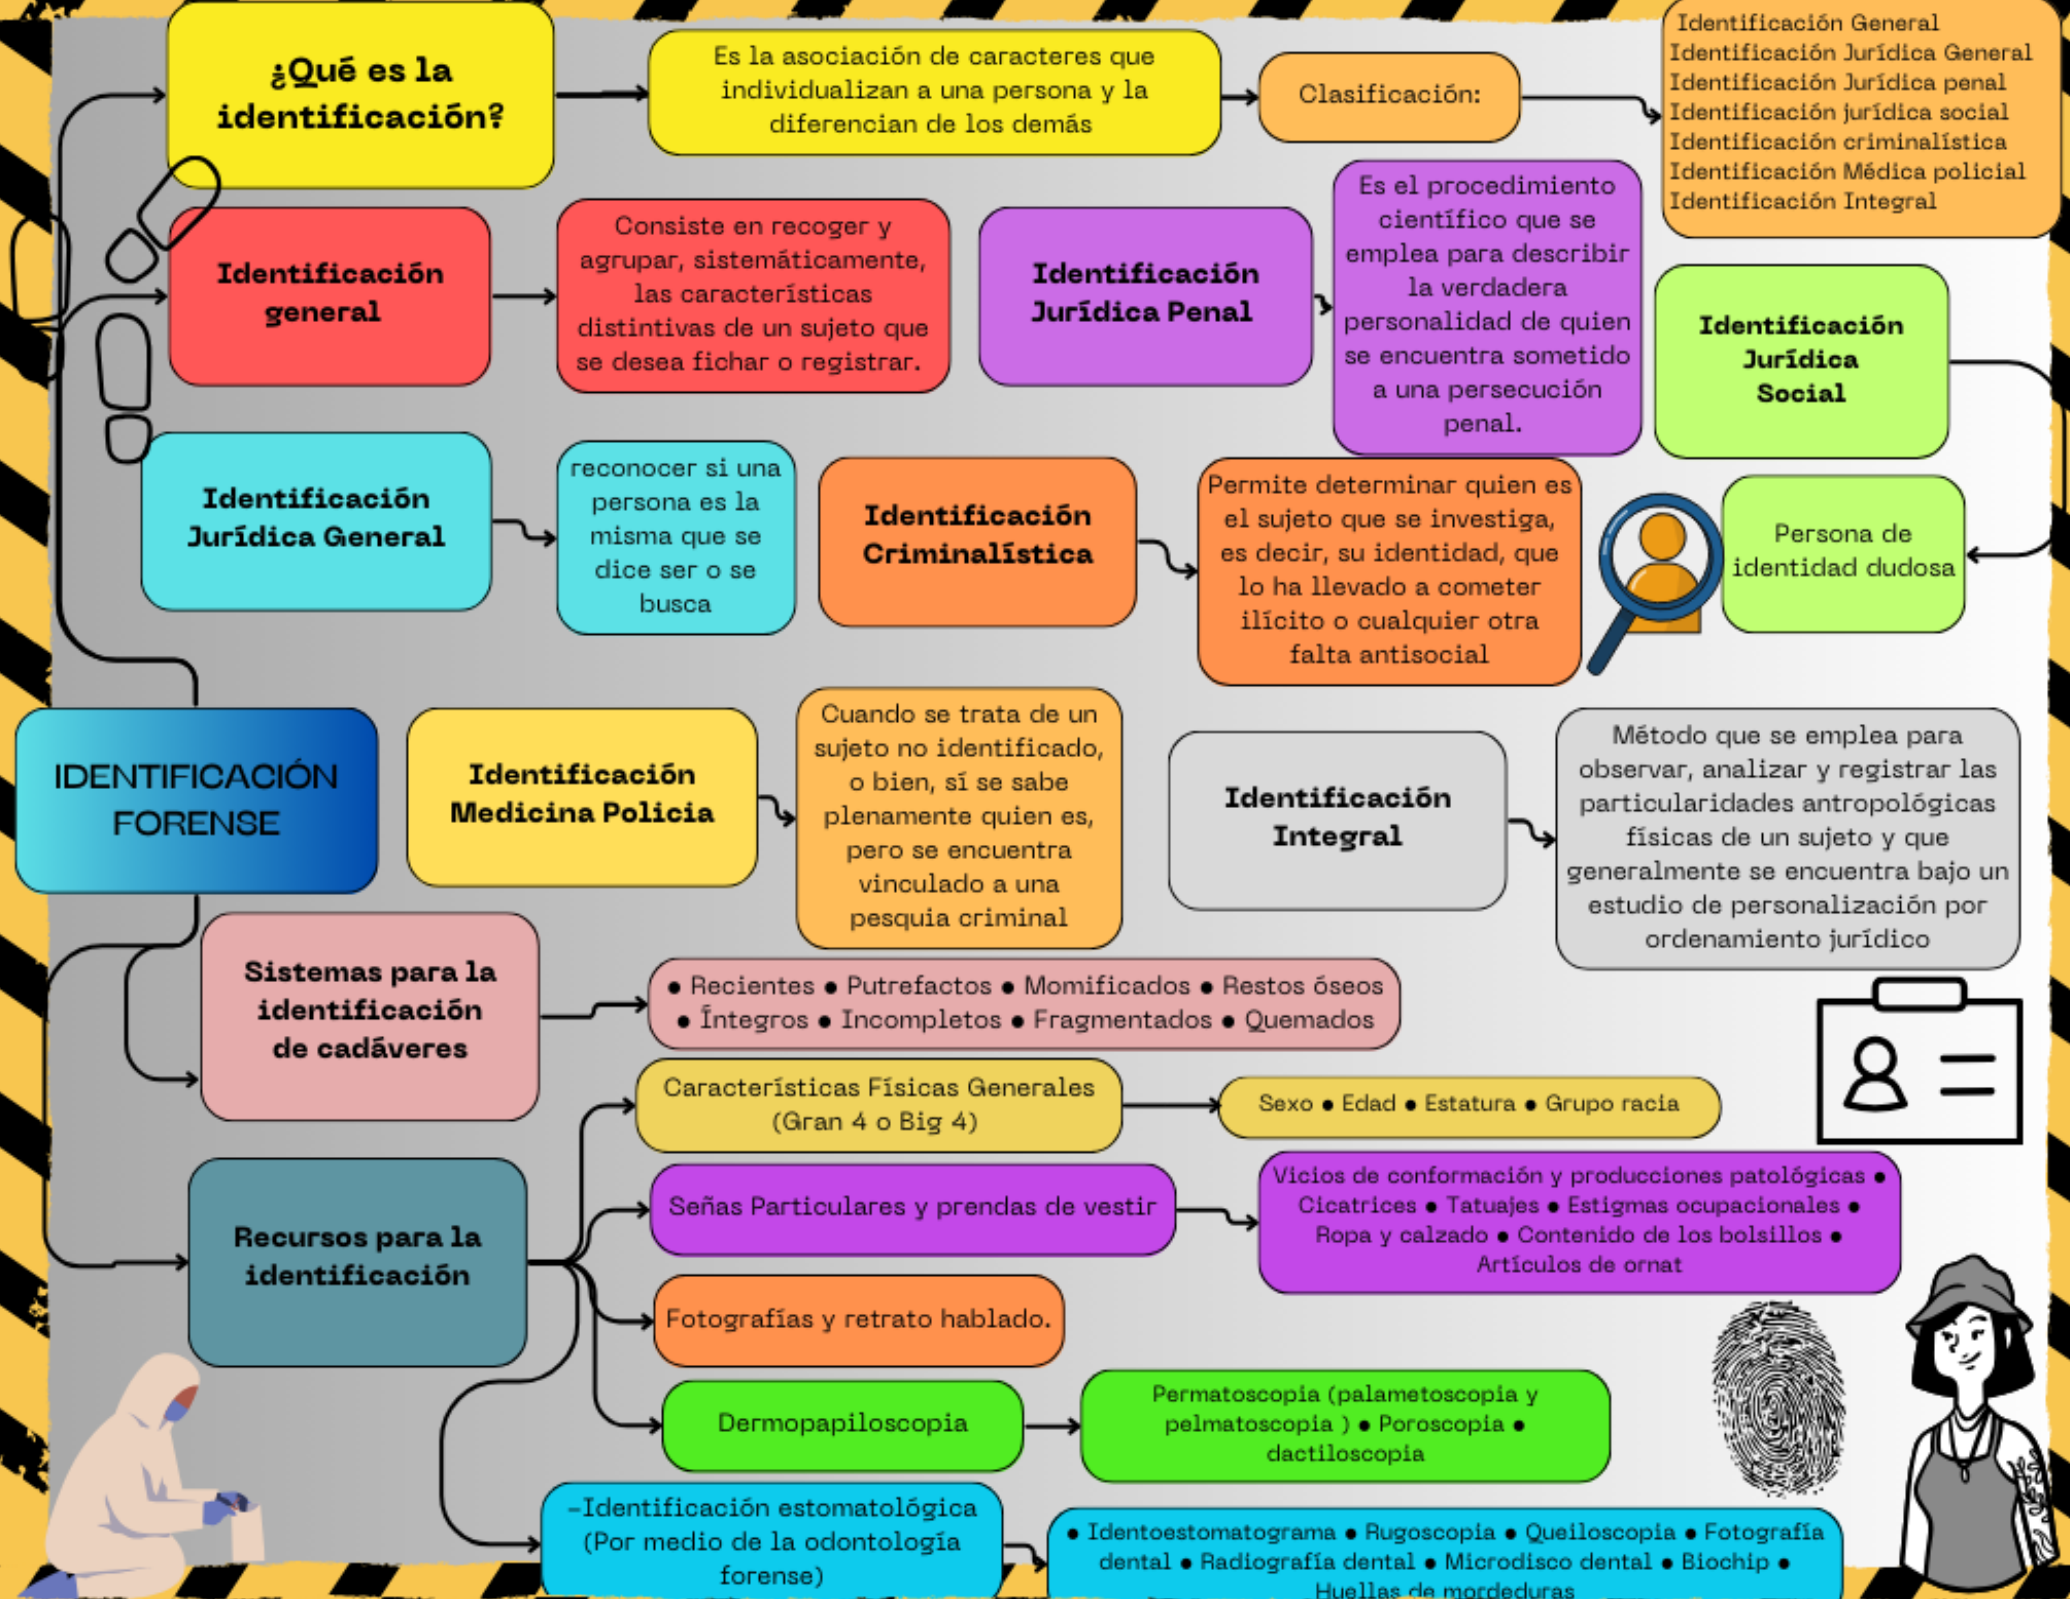 ¿Qué es la
identificación?
Es la asociación de caracteres que
individualizan a una persona y la
diferencian de los demás
Clasificación:
Identificación General
Identificación Jurídica General
Identificación Jurídica penal
Identificación jurídica social
Identificación criminalística
Identificación Médica policial
Identificación Integral
Identificación
general
Consiste en recoger y
agrupar, sistemáticamente,
las características
distintivas de un sujeto que
se desea fichar o registrar.
Identificación
Jurídica Penal
Es el procedimiento
científico que se
emplea para describir
la verdadera
personalidad de quien
se encuentra sometido
a una persecución
penal.
Identificación
Jurídica
Social
Persona de
identidad dudosa
Identificación
Jurídica General
reconocer si una
persona es la
misma que se
dice ser o se
busca
Identificación
Criminalística
Permite determinar quien es
el sujeto que se investiga,
es decir, su identidad, que
lo ha llevado a cometer
ilícito o cualquier otra
falta antisocial
IDENTIFICACIÓN
FORENSE
Identificación
Medicina Policia
Cuando se trata de un
sujeto no identificado,
o bien, sí se sabe
plenamente quien es,
pero se encuentra
vinculado a una
pesquia criminal
Identificación
Integral
Método que se emplea para
observar, analizar y registrar las
particularidades antropológicas
físicas de un sujeto y que
generalmente se encuentra bajo un
estudio de personalización por
ordenamiento jurídico
Sistemas para la
identificación
de cadáveres
● Recientes ● Putrefactos ● Momificados ● Restos óseos
● Íntegros ● Incompletos ● Fragmentados ● Quemados
Recursos para la
identificación
Características Físicas Generales
(Gran 4 o Big 4)
Sexo ● Edad ● Estatura ● Grupo racia
Señas Particulares y prendas de vestir
Vicios de conformación y producciones patológicas ●
Cicatrices ● Tatuajes ● Estigmas ocupacionales ●
Ropa y calzado ● Contenido de los bolsillos ●
Artículos de ornat
Fotografías y retrato hablado.
Dermopapiloscopia
Permatoscopia (palametoscopia y
pelmatoscopia ) ● Poroscopia ●
dactiloscopia
-Identificación estomatológica
(Por medio de la odontología
forense)
● Identoestomatograma ● Rugoscopia ● Queiloscopia ● Fotografía
dental ● Radiografía dental ● Microdisco dental ● Biochip ●
Huellas de mordeduras